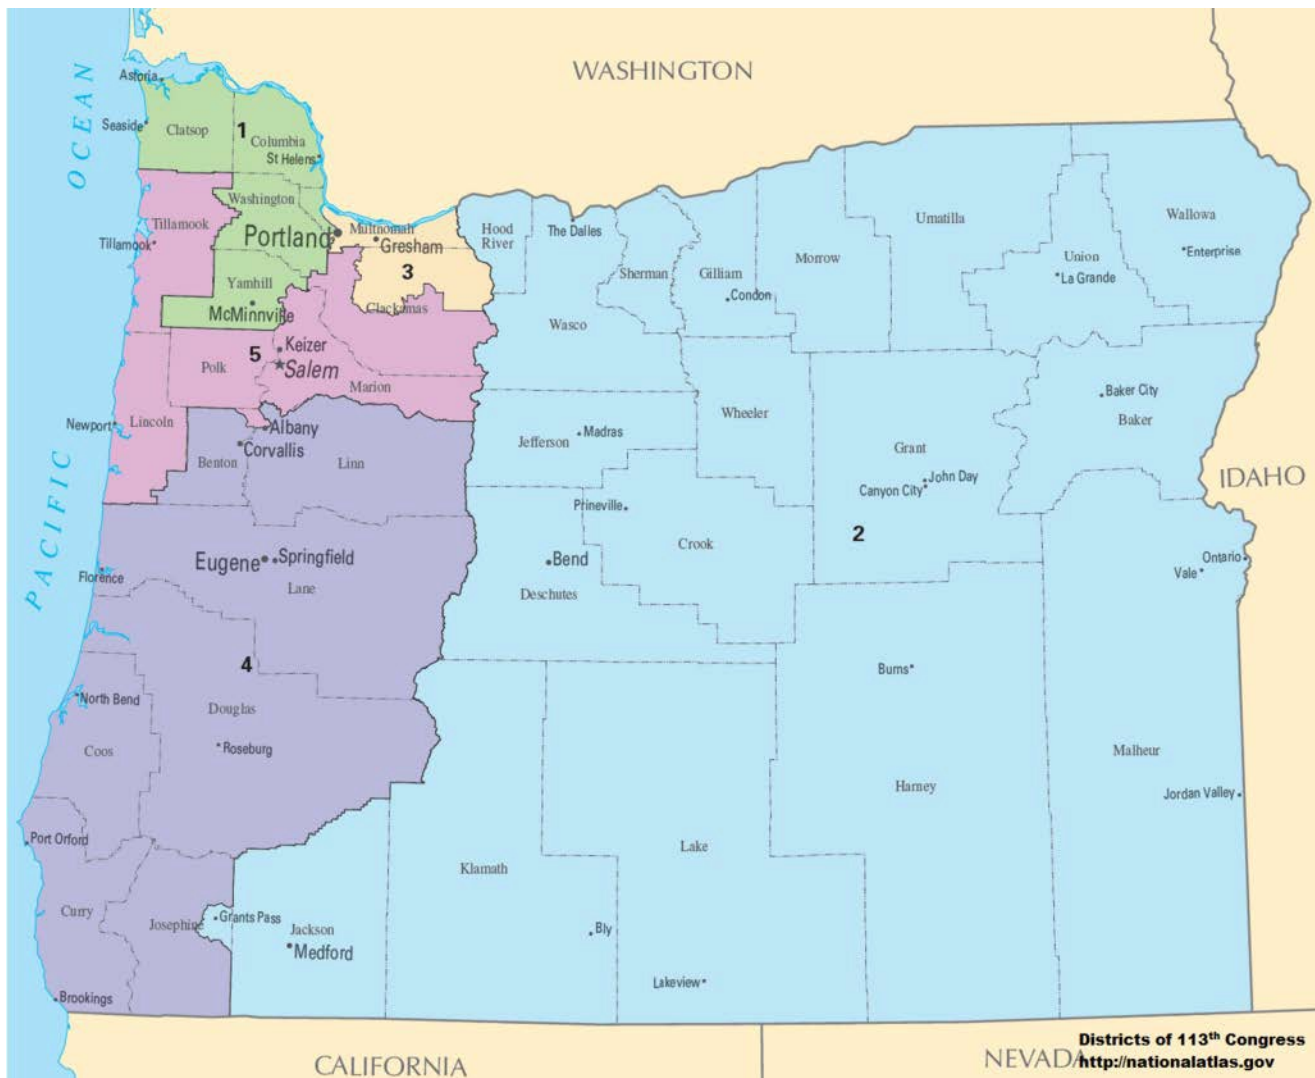 WASHINGTON
OCEAN
Astoria
Seaside
Clatsop
1
Columbia
St Helens
Washington
Tillamook
Tillamook
Portland
Multnomah
Gresham
3
Yamhill
McMinnville
Clackamas
Hood
River
The Dalles
Sherman
Gilliam
Condon
Morrow
Umatilla
Union
La Grande
Wallowa
Enterprise
Wasco
5
Keizer
Salem
Polk
Marion
Lincoln
Newport
Albany
Corvallis
Benton
Linn
Jefferson
Madras
Wheeler
Grant
John Day
Canyon City
Baker City
Baker
IDAHO
PACIFIC
Prineville
Crook
2
Eugene
Springfield
Florence
Lane
Bend
Deschutes
Ontario
Vale
4
Burns
North Bend
Douglas
Roseburg
Coos
Harney
Malheur
Jordan Valley
Port Orford
Klamath
Lake
Curry
Josephine
Grants Pass
Jackson
Medford
Bly
Lakeview
Brookings
CALIFORNIA
NEVADA
Districts of 113th Congress
http://nationalatlas.gov